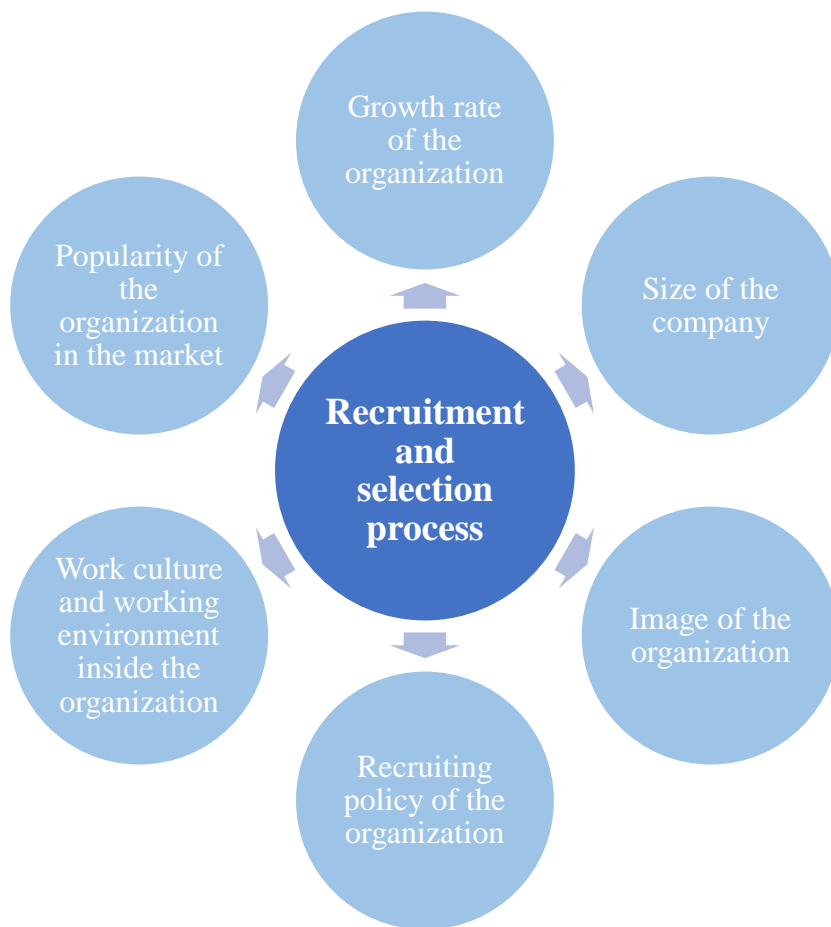 Growth rate
of the
organization
Size of the
company
Image of the
organization
Recruiting
policy of the
organization
Work culture
and working
environment
inside the
organization
Popularity of
the
organization
in the market
Recruitment
and
selection
process